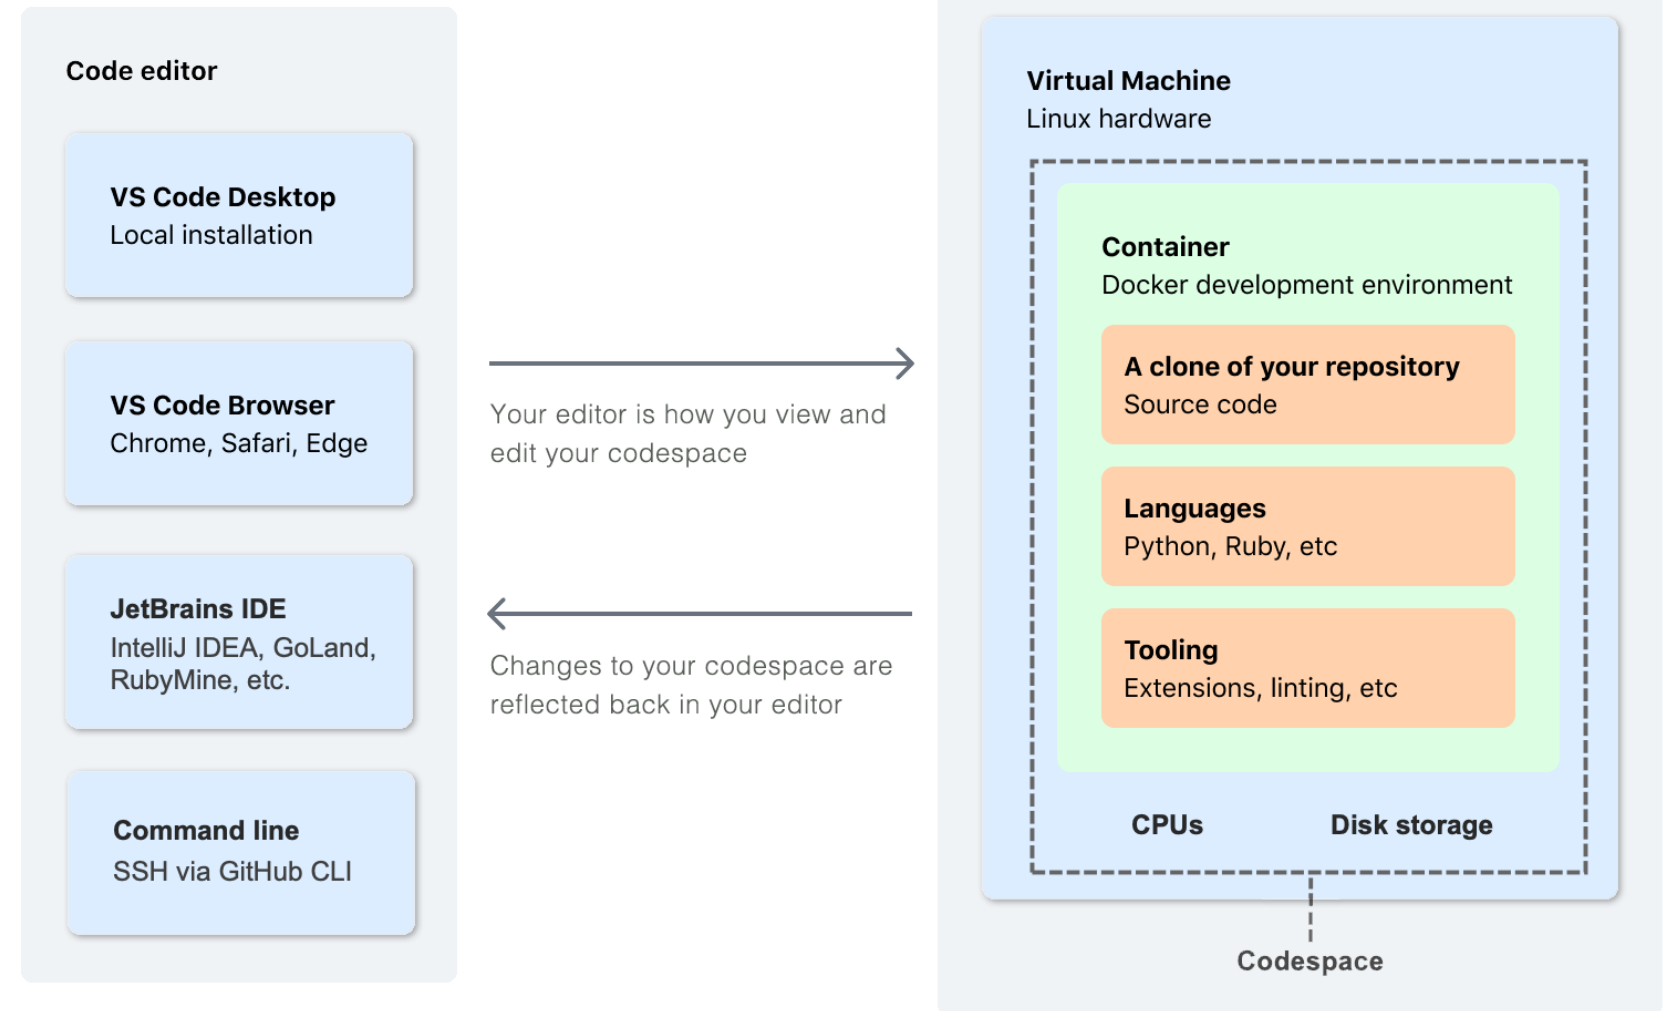 Code editor
VS Code Desktop
Local installation
VS Code Browser
Chrome, Safari, Edge
JetBrains IDE
IntelliJ IDEA, GoLand,
RubyMine, etc.
Command line
SSH via GitHub CLI
Your editor is how you view and
edit your codespace
Changes to your codespace are
reflected back in your editor
Virtual Machine
Linux hardware
Container
Docker development environment
A clone of your repository
Source code
Languages
Python, Ruby, etc
Tooling
Extensions, linting, etc
CPUs
Disk storage
Codespace